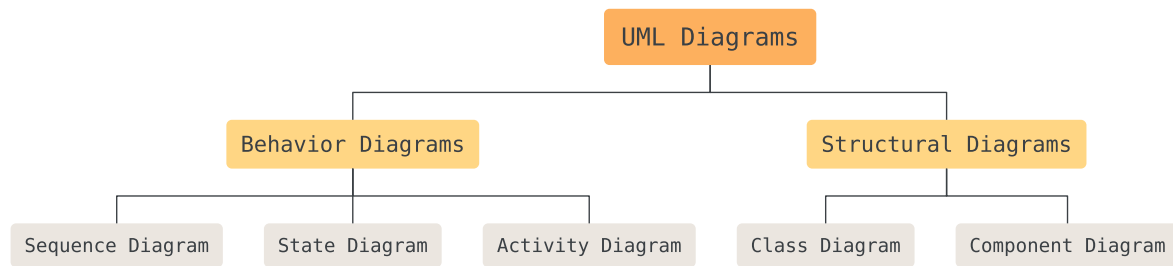 UML Diagrams
Behavior Diagrams
Structural Diagrams
Sequence Diagram
State Diagram
Activity Diagram
Class Diagram
Component Diagram